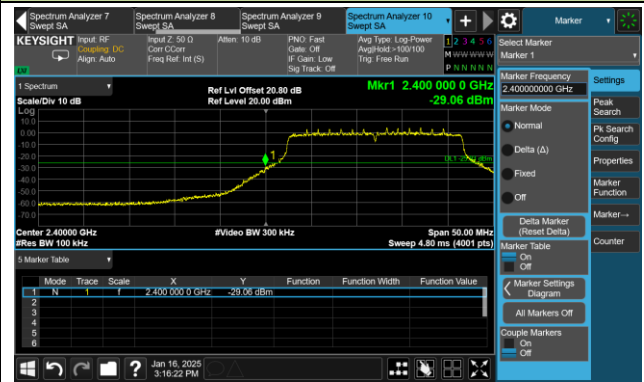 Spectrum Analyzer 7
Swept SA
Spectrum Analyzer 8
Swept SA
Spectrum Analyzer 9
Swept SA
Spectrum Analyzer 10
Swept SA
Marker
KEYSIGHT
Input: RF
Coupling: DC
Align: Auto
Input Z: 50 Ω
Corr CCorr
Freq Ref: Int (S)
Atten: 10 dB
PNO: Fast
Gate: Off
IF Gain: Low
Sig Track: Off
Avg Type: Log-Power
Avg|Hold:>100/100
Trig: Free Run
1 2 3 4 5 6
M W W W W W
P N N N N N
LXI
Select Marker
Marker 1
1 Spectrum
Scale/Div 10 dB
Ref Lvl Offset 20.80 dB
Ref Level 20.00 dBm
Mkr1 2.400 000 0 GHz
-29.06 dBm
Log
10.0
0.00
-10.0
-20.0
-30.0
-40.0
-50.0
-60.0
-70.0
1
Center 2.40000 GHz
#Res BW 100 kHz
#Video BW 300 kHz
Span 50.00 MHz
Sweep 4.80 ms (4001 pts)
5 Marker Table
Mode Trace Scale X Y Function Function Width Function Value
1 N 1 f 2.400 000 0 GHz -29.06 dBm
2
3
4
5
6
Marker Frequency
2.400000000 GHz
Marker Mode
Normal
Delta (Δ)
Fixed
Off
Delta Marker
(Reset Delta)
Marker Table
On
Off
Marker Settings
Diagram
All Markers Off
Couple Markers
On
Off
Settings
Peak
Search
Pk Search
Config
Properties
Marker
Function
Marker→
Counter
Jan 16, 2025
3:16:22 PM